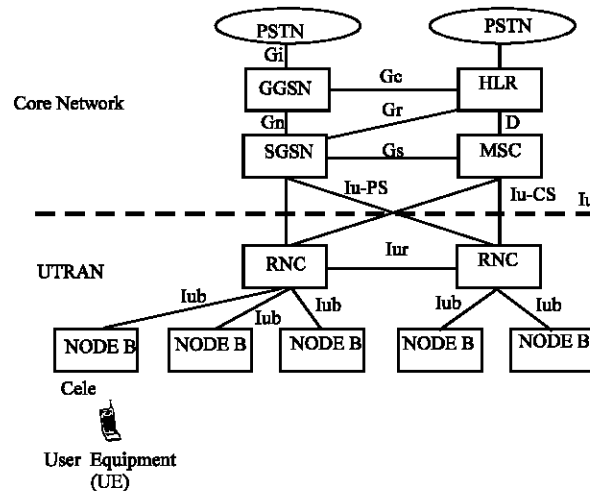 PSTN
PSTN
Gi
GGSN
Gc
HLR
Core Network
Gn
Gr
D
SGSN
Gs
MSC
Iu-PS
Iu-CS
Iu
UTRAN
RNC
Iur
RNC
Iub
Iub
Iub
Iub
Iub
NODE B
NODE B
NODE B
NODE B
NODE B
Cele
User Equipment
(UE)